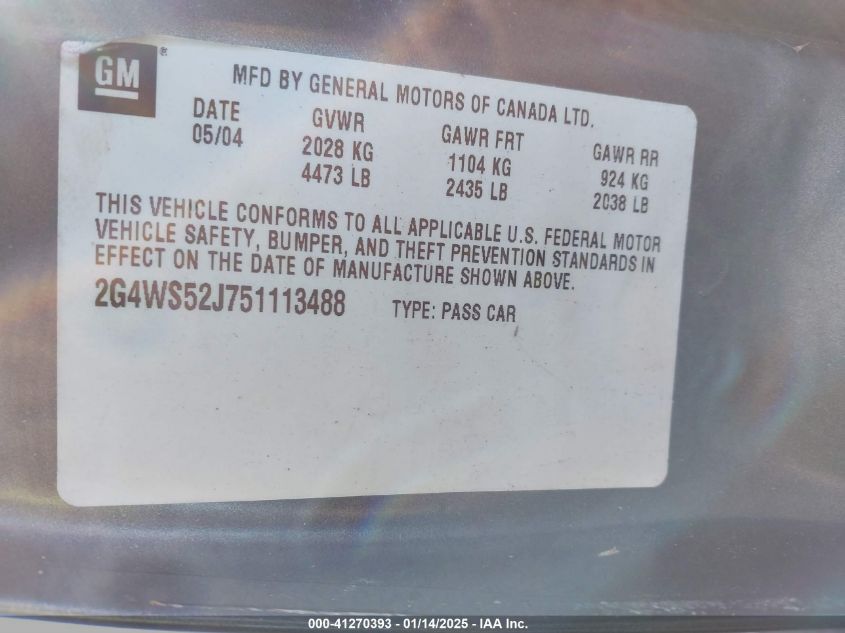 GM ®
MFD BY GENERAL MOTORS OF CANADA LTD.
DATE GVWR GAWR FRT GAWR RR
05/04 2028 KG 1104 KG 924 KG
4473 LB 2435 LB 2038 LB
THIS VEHICLE CONFORMS TO ALL APPLICABLE U.S. FEDERAL MOTOR
VEHICLE SAFETY, BUMPER, AND THEFT PREVENTION STANDARDS IN
EFFECT ON THE DATE OF MANUFACTURE SHOWN ABOVE.
2G4WS52J751113488 TYPE: PASS CAR
000-41270393 - 01/14/2025 - IAA Inc.